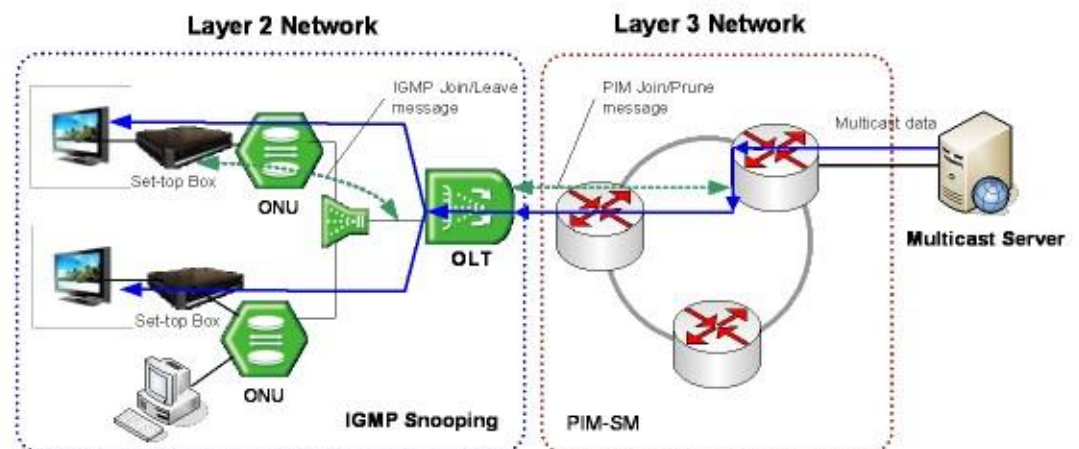 Layer 2 Network
Layer 3 Network
IGMP Join/Leave
message
PIM Join/Prune
message
Multicast data
Set-top Box
ONU
OLT
Multicast Server
Set-top Box
ONU
IGMP Snooping
PIM-SM